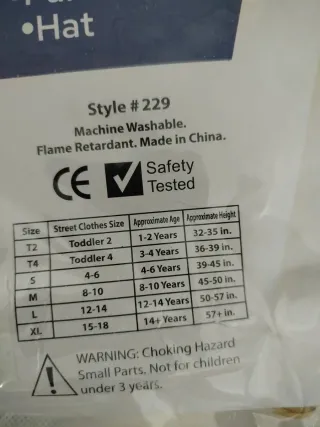 •Hat
Style # 229
Machine Washable.
Flame Retardant. Made in China.
CE Safety
Tested
Size Street Clothes Size Approximate Age Approximate Height
T2 Toddler 2 1-2 Years 32-35 in.
T4 Toddler 4 3-4 Years 36-39 in.
S 4-6 4-6 Years 39-45 in.
M 8-10 8-10 Years 45-50 in.
L 12-14 12-14 Years 50-57 in.
XL 15-18 14+ Years 57+ in.
WARNING: Choking Hazard
Small Parts. Not for children
under 3 years.